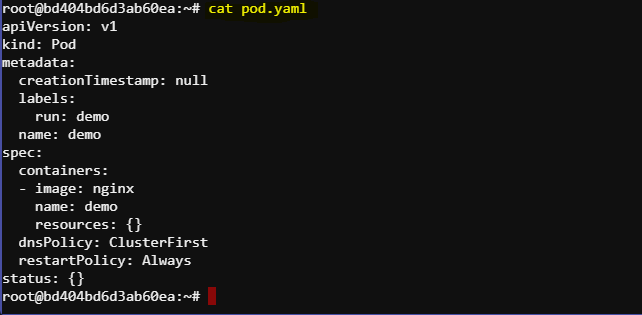 root@bd404bd6d3ab60ea:~# cat pod.yaml
apiVersion: v1
kind: Pod
metadata:
  creationTimestamp: null
  labels:
    run: demo
  name: demo
spec:
  containers:
  - image: nginx
    name: demo
    resources: {}
  dnsPolicy: ClusterFirst
  restartPolicy: Always
status: {}
root@bd404bd6d3ab60ea:~#